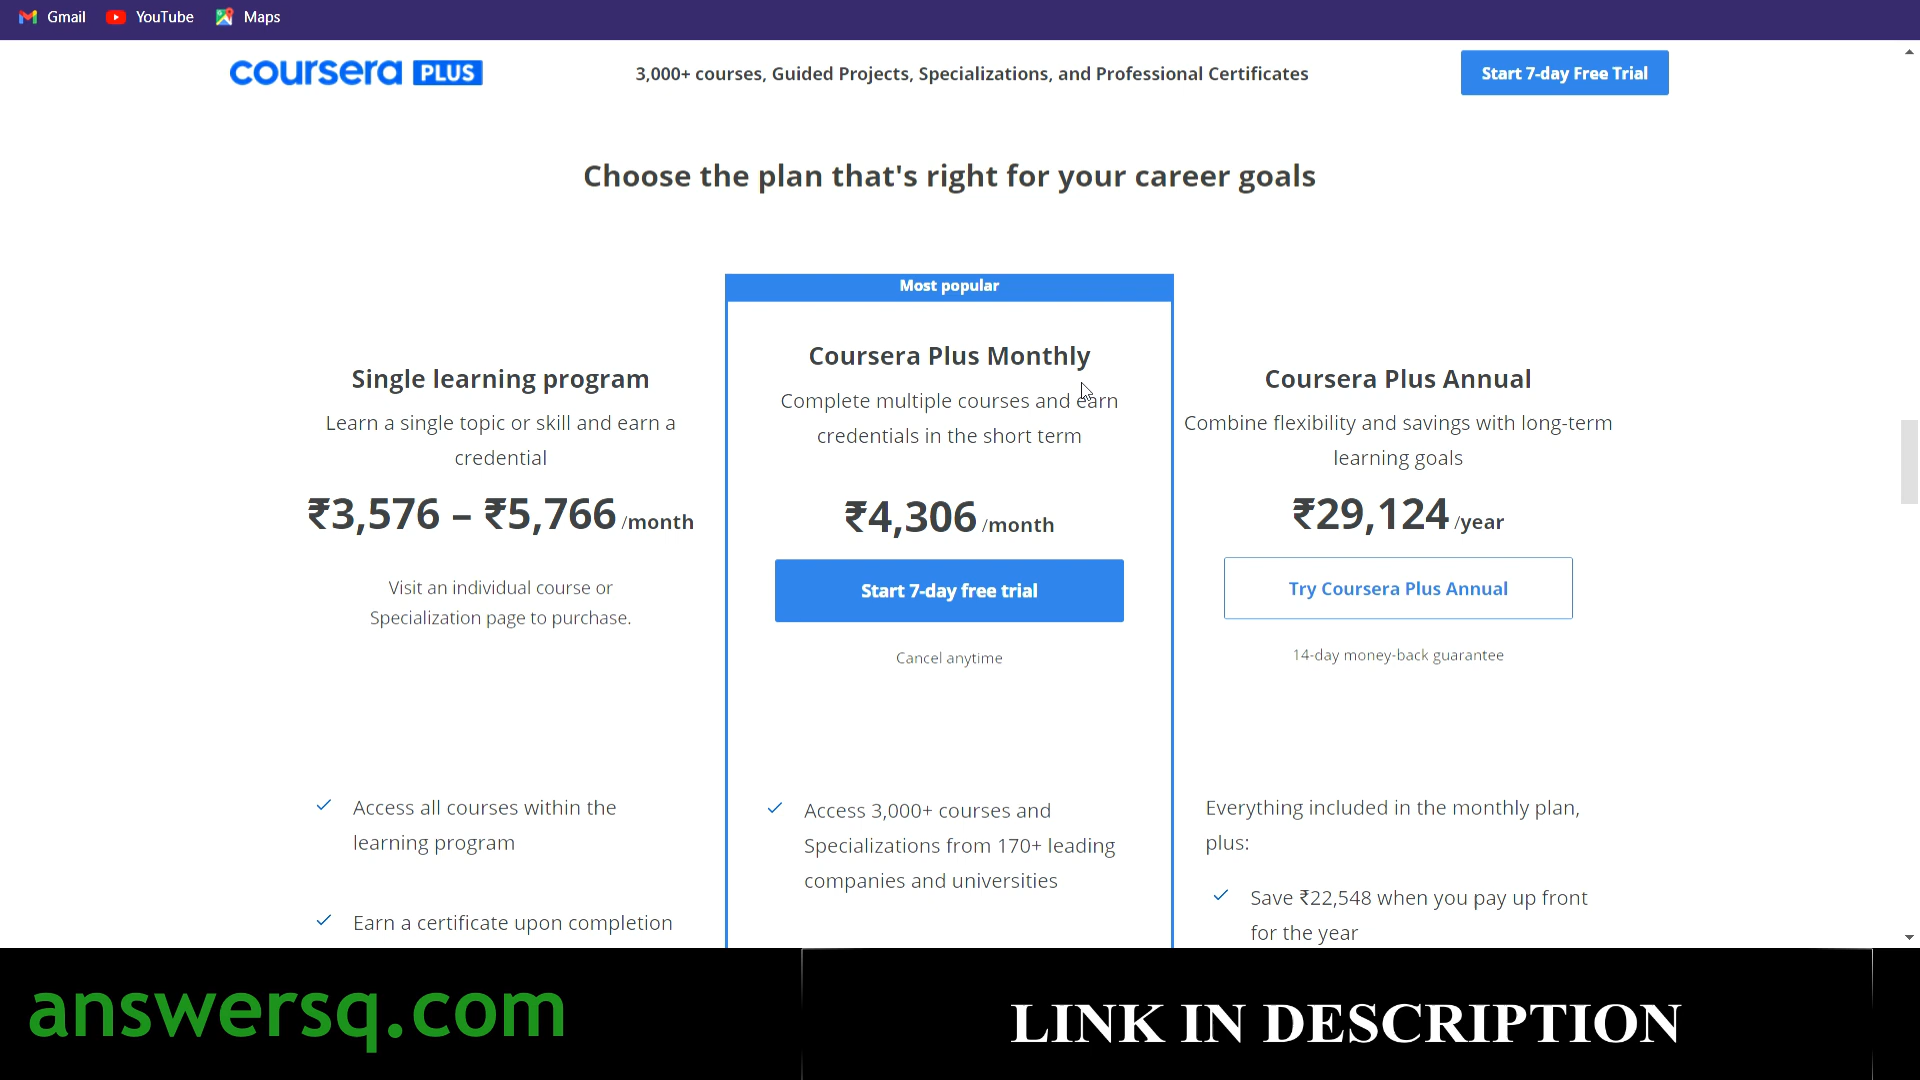 Gmail YouTube Maps
coursera PLUS
3,000+ courses, Guided Projects, Specializations, and Professional Certificates
Start 7-day Free Trial
Choose the plan that's right for your career goals
Single learning program
Learn a single topic or skill and earn a
credential
₹3,576 – ₹5,766 /month
Visit an individual course or
Specialization page to purchase.
Access all courses within the
learning program
Earn a certificate upon completion
Most popular
Coursera Plus Monthly
Complete multiple courses and earn
credentials in the short term
₹4,306 /month
Start 7-day free trial
Cancel anytime
Access 3,000+ courses and
Specializations from 170+ leading
companies and universities
Coursera Plus Annual
Combine flexibility and savings with long-term
learning goals
₹29,124 /year
Try Coursera Plus Annual
14-day money-back guarantee
Everything included in the monthly plan,
plus:
Save ₹22,548 when you pay up front
for the year
answersq.com
LINK IN DESCRIPTION